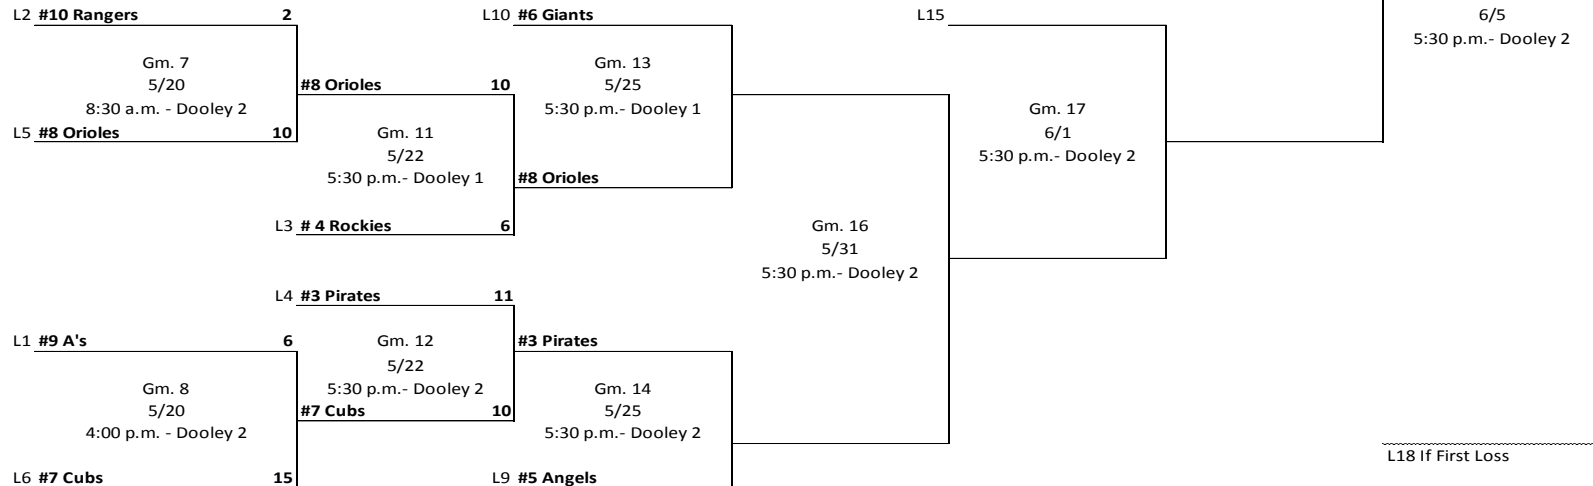 L2 #10 Rangers 2
L10 #6 Giants
L15
6/5
5:30 p.m.- Dooley 2
Gm. 7
5/20
8:30 a.m. - Dooley 2
#8 Orioles 10
Gm. 13
5/25
5:30 p.m.- Dooley 1
L5 #8 Orioles 10
Gm. 11
5/22
5:30 p.m.- Dooley 1
Gm. 17
6/1
5:30 p.m.- Dooley 2
#8 Orioles
L3 # 4 Rockies 6
Gm. 16
5/31
5:30 p.m.- Dooley 2
L4 #3 Pirates 11
L1 #9 A's 6
Gm. 12
5/22
5:30 p.m.- Dooley 2
#3 Pirates
Gm. 8
5/20
4:00 p.m. - Dooley 2
#7 Cubs 10
Gm. 14
5/25
5:30 p.m.- Dooley 2
L18 If First Loss
L6 #7 Cubs 15
L9 #5 Angels